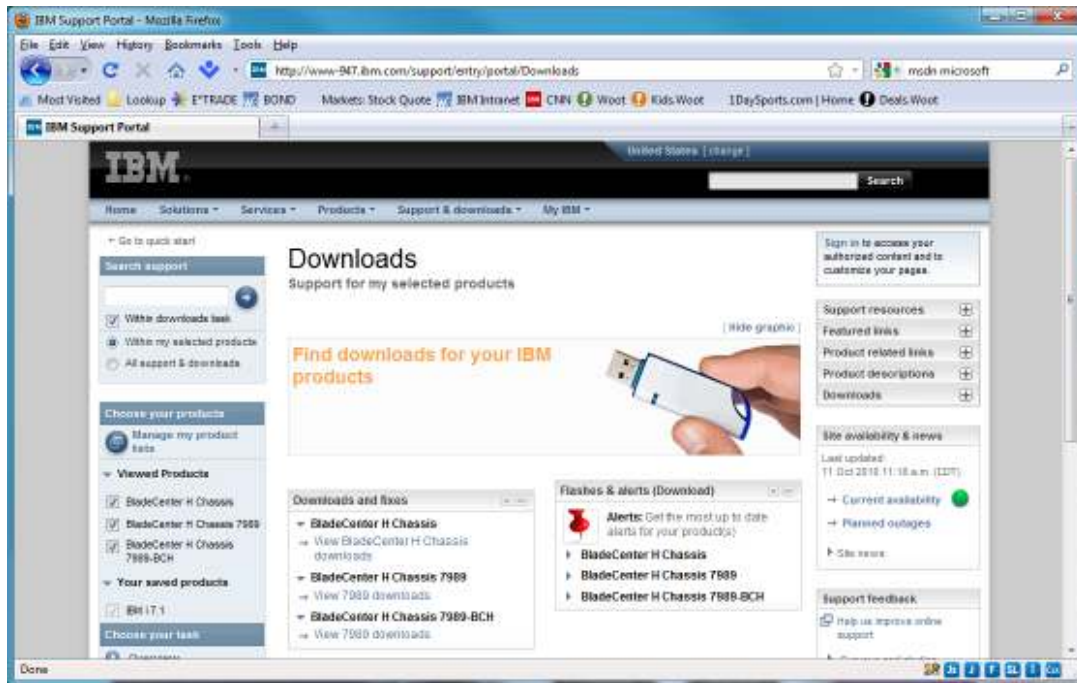 IBM Support Portal - Mozilla Firefox
File Edit View History Bookmarks Tools Help
http://www-947.ibm.com/support/entry/portal/Downloads
msdn microsoft
Most Visited Lookup E*TRADE BOND Markets: Stock Quote IBM Intranet CNN Woot Kids.Woot 1DaySports.com | Home Deals.Woot
IBM Support Portal
IBM
United States [ change ]
Search
Home Solutions Services Products Support & downloads My IBM
Go to quick start
Search support
Within downloads task
Within my selected products
All support & downloads
Choose your products
Manage my product lists
Viewed Products
BladeCenter H Chassis
BladeCenter H Chassis 7989
BladeCenter H Chassis
7989-BCH
Your saved products
IBM i 7.1
Choose your task
Overview
Downloads
Support for my selected products
[ Hide graphic ]
Find downloads for your IBM
products
Downloads and fixes
BladeCenter H Chassis
View BladeCenter H Chassis
downloads
BladeCenter H Chassis 7989
View 7989 downloads
BladeCenter H Chassis 7989-BCH
View 7989 downloads
Flashes & alerts (Download)
Alerts: Get the most up to date
alerts for your product(s)
BladeCenter H Chassis
BladeCenter H Chassis 7989
BladeCenter H Chassis 7989-BCH
Sign in to access your
authorized content and to
customize your pages.
Support resources
Featured links
Product related links
Product descriptions
Downloads
Site availability & news
Last updated:
11 Oct 2010 11:18 a.m. (EDT)
Current availability
Planned outages
Site news
Support feedback
Help us improve online
support
Done